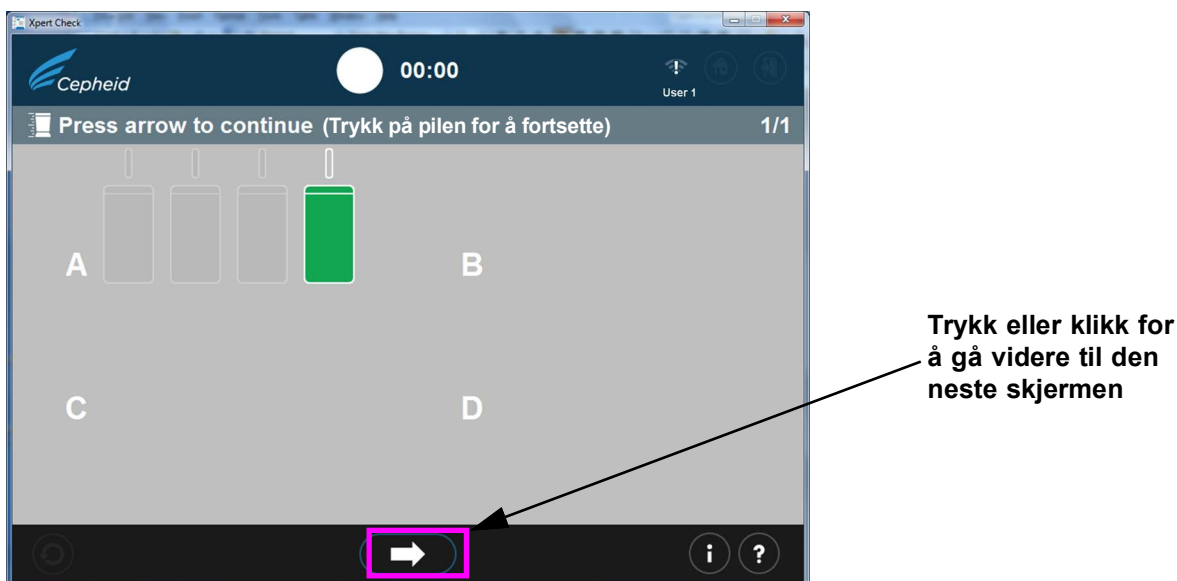 Xpert Check
Cepheid
00:00
User 1
Press arrow to continue (Trykk på pilen for å fortsette)
1/1
A
B
C
D
Trykk eller klikk for
å gå videre til den
neste skjermen
i
?